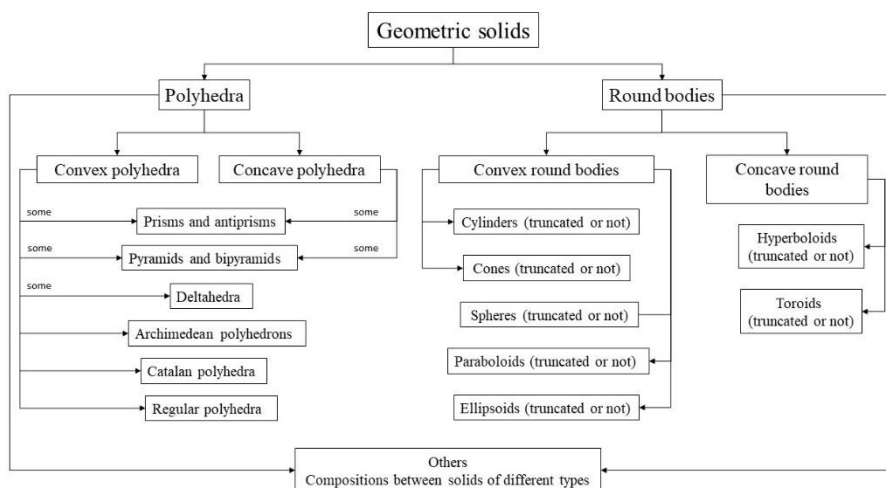 Geometric solids
Polyhedra
Round bodies
Convex polyhedra
Concave polyhedra
Convex round bodies
Concave round
bodies
some
Prisms and antiprisms
some
some
Pyramids and bipyramids
some
some
Deltahedra
Archimedean polyhedrons
Catalan polyhedra
Regular polyhedra
Cylinders (truncated or not)
Cones (truncated or not)
Spheres (truncated or not)
Paraboloids (truncated or not)
Ellipsoids (truncated or not)
Hyperboloids
(truncated or not)
Toroids
(truncated or not)
Others
Compositions between solids of different types